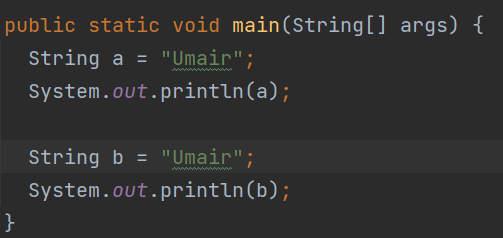 public static void main(String[] args) {
String a = "Umair";
System.out.println(a);
String b = "Umair";
System.out.println(b);
}